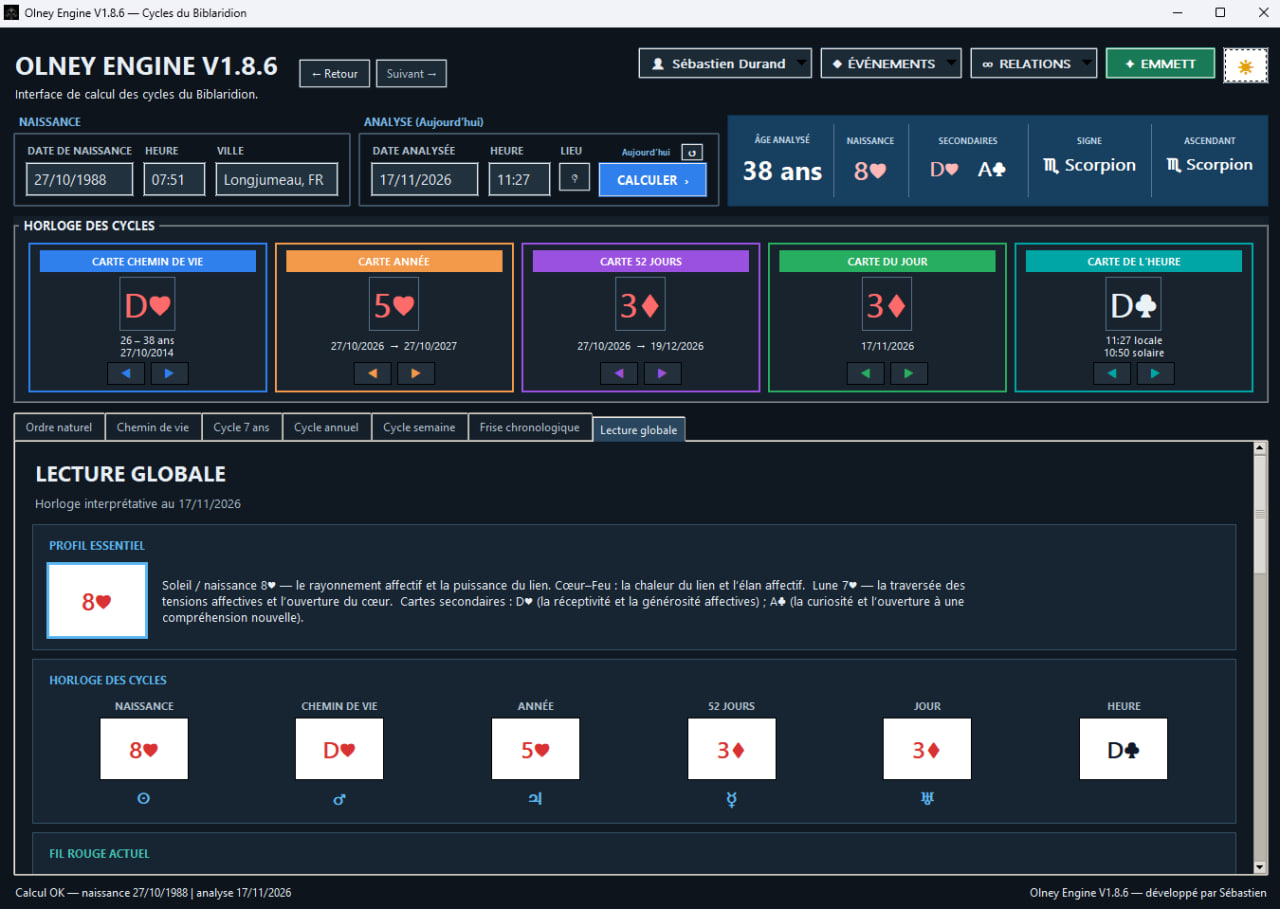 Olney Engine V1.8.6 — Cycles du Biblaridion
OLNEY ENGINE V1.8.6
← Retour
Suivant →
Sébastien Durand
◆ ÉVÉNEMENTS
∞ RELATIONS
✦ EMMETT
Interface de calcul des cycles du Biblaridion.
NAISSANCE
DATE DE NAISSANCE HEURE VILLE
27/10/1988 07:51 Longjumeau, FR
ANALYSE (Aujourd'hui)
DATE ANALYSÉE HEURE LIEU Aujourd'hui ↺
17/11/2026 11:27 CALCULER ›
ÂGE ANALYSÉ
38 ans
NAISSANCE
8♥
SECONDAIRES
D♥ A♣
SIGNE
♏ Scorpion
ASCENDANT
♏ Scorpion
HORLOGE DES CYCLES
CARTE CHEMIN DE VIE
D♥
26 – 38 ans
27/10/2014
◀ ▶
CARTE ANNÉE
5♥
27/10/2026 → 27/10/2027
◀ ▶
CARTE 52 JOURS
3♦
27/10/2026 → 19/12/2026
◀ ▶
CARTE DU JOUR
3♦
17/11/2026
◀ ▶
CARTE DE L'HEURE
D♣
11:27 locale
10:50 solaire
◀ ▶
Ordre naturel
Chemin de vie
Cycle 7 ans
Cycle annuel
Cycle semaine
Frise chronologique
Lecture globale
LECTURE GLOBALE
Horloge interprétative au 17/11/2026
PROFIL ESSENTIEL
8♥
Soleil / naissance 8♥ — le rayonnement affectif et la puissance du lien. Cœur–Feu : la chaleur du lien et l'élan affectif. Lune 7♥ — la traversée des
tensions affectives et l'ouverture du cœur. Cartes secondaires : D♥ (la réceptivité et la générosité affectives) ; A♣ (la curiosité et l'ouverture à une
compréhension nouvelle).
HORLOGE DES CYCLES
NAISSANCE CHEMIN DE VIE ANNÉE 52 JOURS JOUR HEURE
8♥ D♥ 5♥ 3♦ 3♦ D♣
☉ ♂ ♃ ☿ ♅
FIL ROUGE ACTUEL
Calcul OK — naissance 27/10/1988 | analyse 17/11/2026
Olney Engine V1.8.6 — développé par Sébastien